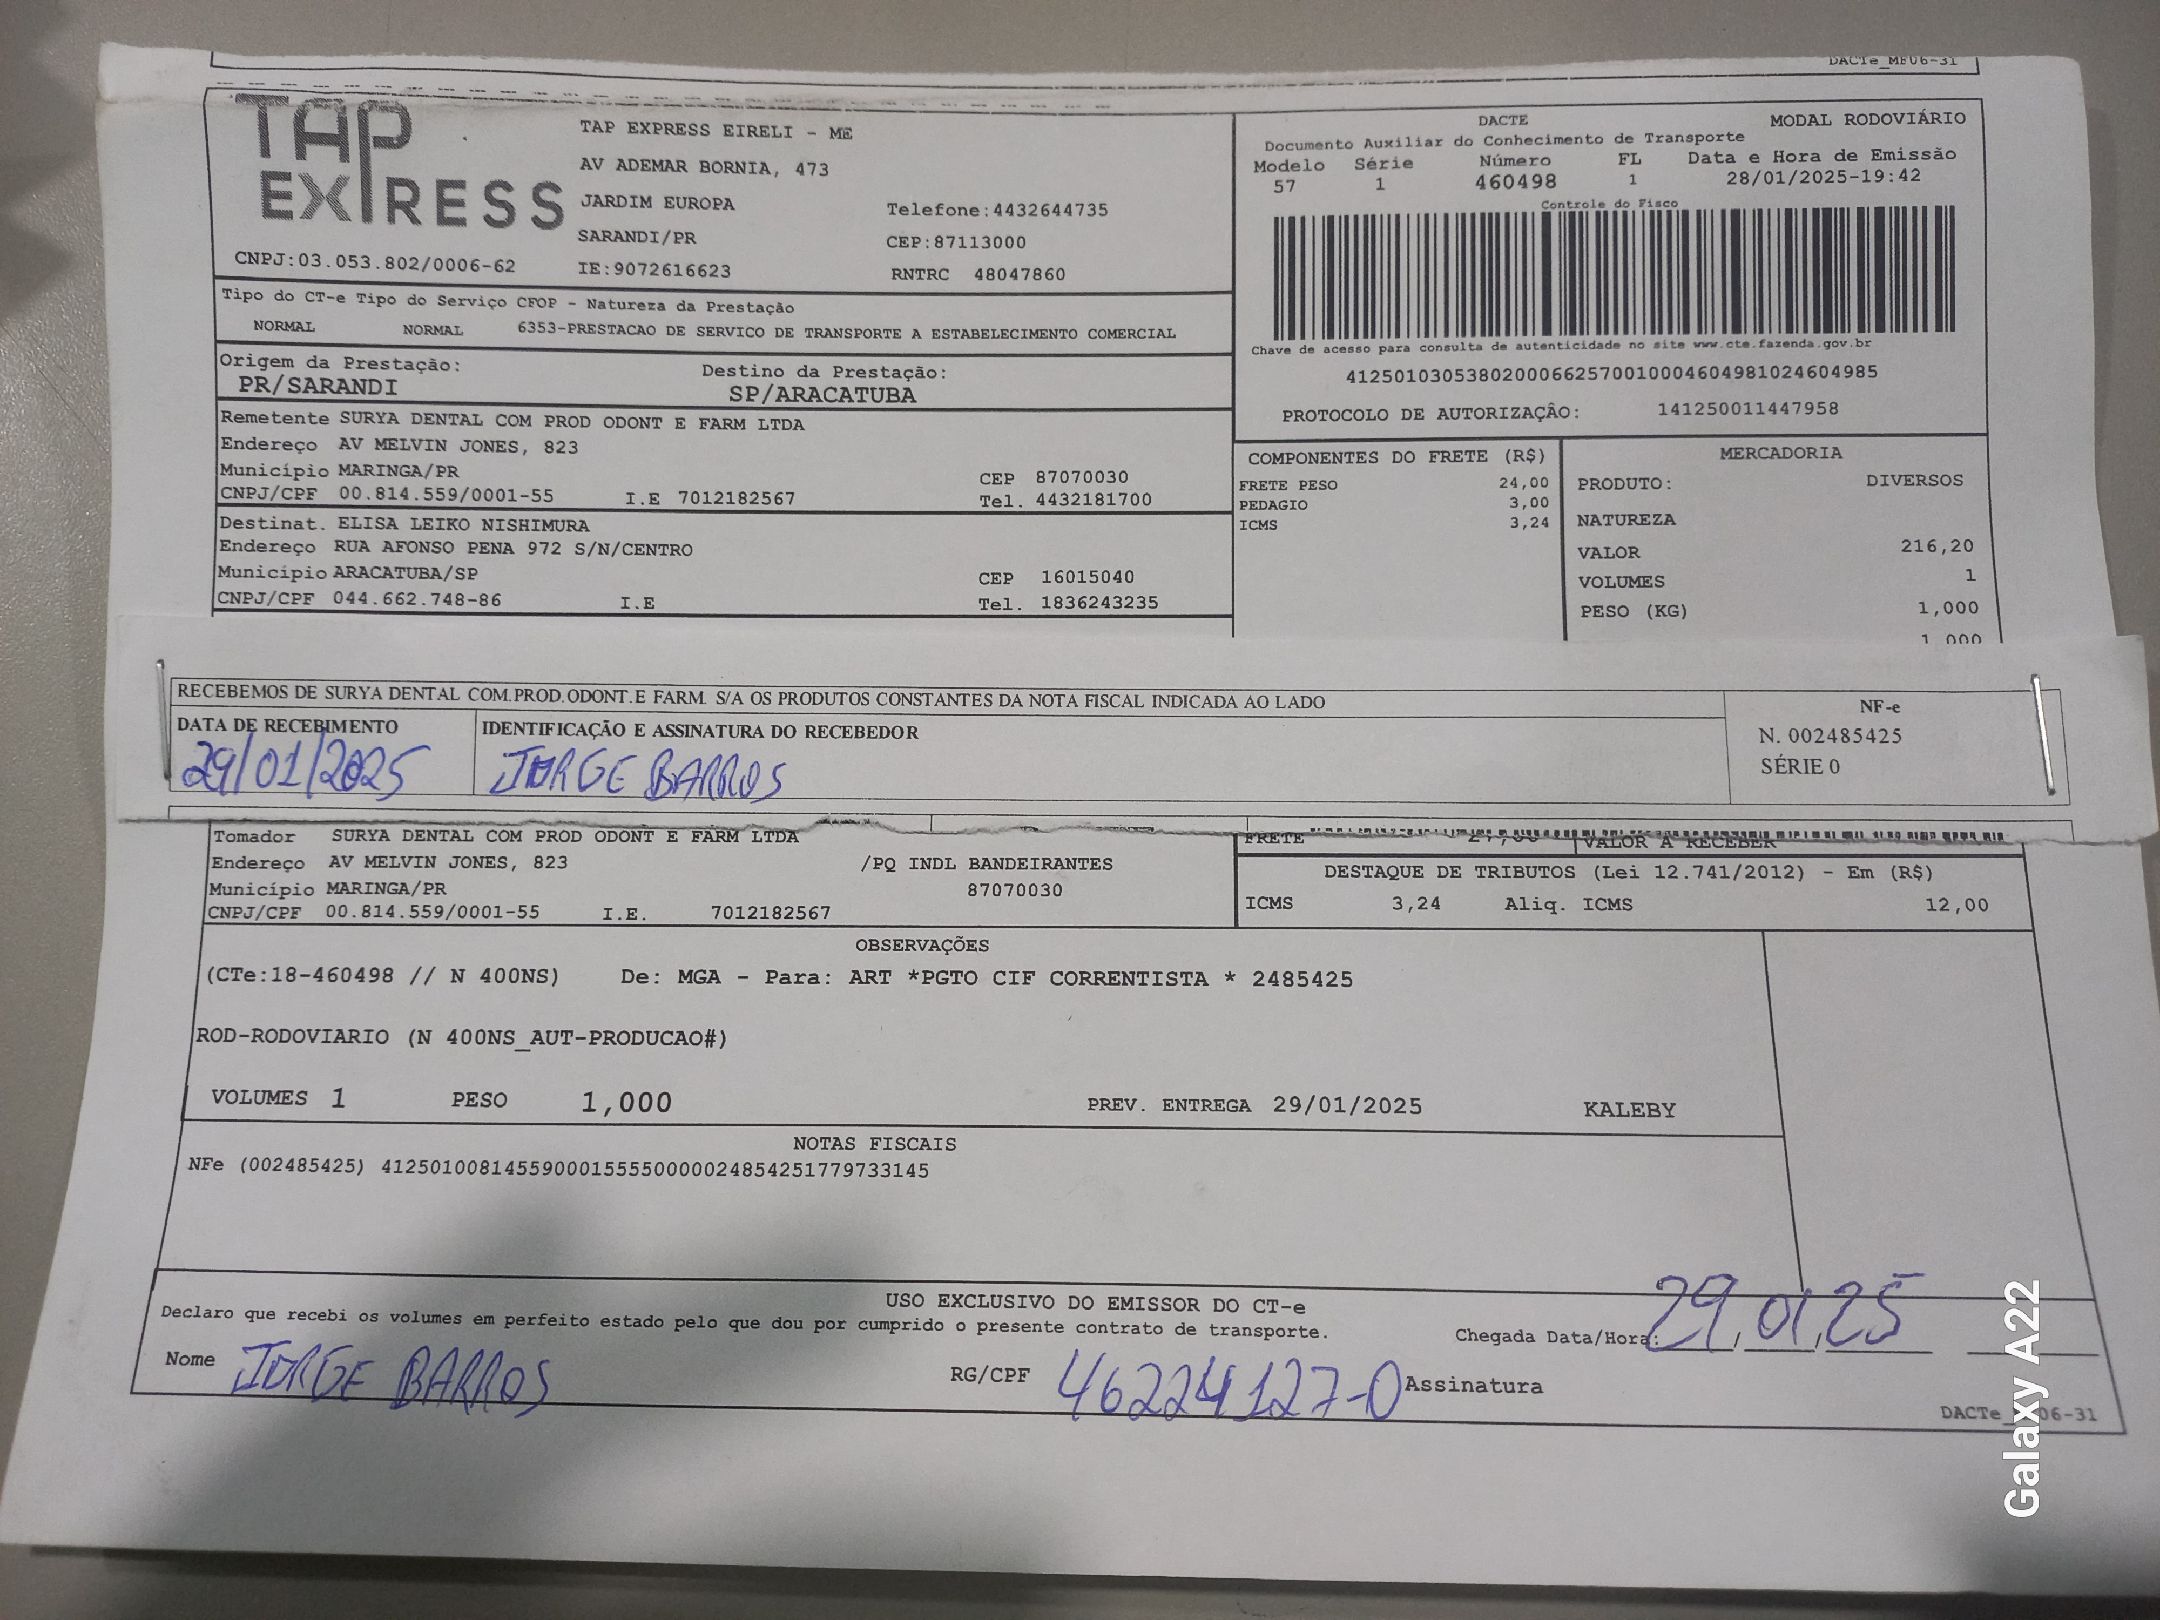 DACTe_ME06-31
TAP
EXPRESS
TAP EXPRESS EIRELI - ME
AV ADEMAR BORNIA, 473
JARDIM EUROPA
Telefone:4432644735
SARANDI/PR
CEP:87113000
CNPJ:03.053.802/0006-62
IE:9072616623
RNTRC 48047860
DACTE
MODAL RODOVIÁRIO
Documento Auxiliar do Conhecimento de Transporte
Modelo Série Número FL Data e Hora de Emissão
57 1 460498 1 28/01/2025-19:42
Controle do Fisco
Chave de acesso para consulta de autenticidade no site www.cte.fazenda.gov.br
41250103053802000662570010004604981024604985
PROTOCOLO DE AUTORIZAÇÂO: 141250011447958
Tipo do CT-e Tipo do Serviço CFOP - Natureza da Prestação
NORMAL NORMAL 6353-PRESTACAO DE SERVICO DE TRANSPORTE A ESTABELECIMENTO COMERCIAL
Origem da Prestação: Destino da Prestação:
PR/SARANDI SP/ARACATUBA
Remetente SURYA DENTAL COM PROD ODONT E FARM LTDA
Endereço AV MELVIN JONES, 823
Município MARINGA/PR CEP 87070030
CNPJ/CPF 00.814.559/0001-55 I.E 7012182567 Tel. 4432181700
Destinat. ELISA LEIKO NISHIMURA
Endereço RUA AFONSO PENA 972 S/N/CENTRO
Município ARACATUBA/SP CEP 16015040
CNPJ/CPF 044.662.748-86 I.E Tel. 1836243235
COMPONENTES DO FRETE (R$)
FRETE PESO 24,00
PEDAGIO 3,00
ICMS 3,24
MERCADORIA
PRODUTO: DIVERSOS
NATUREZA
VALOR 216,20
VOLUMES 1
PESO (KG) 1,000
1,000
RECEBEMOS DE SURYA DENTAL COM.PROD.ODONT.E FARM. S/A OS PRODUTOS CONSTANTES DA NOTA FISCAL INDICADA AO LADO
DATA DE RECEBIMENTO
29/01/2025
IDENTIFICAÇÃO E ASSINATURA DO RECEBEDOR
JORGE BARROS
NF-e
N. 002485425
SÉRIE 0
Tomador SURYA DENTAL COM PROD ODONT E FARM LTDA
Endereço AV MELVIN JONES, 823 /PQ INDL BANDEIRANTES
Município MARINGA/PR 87070030
CNPJ/CPF 00.814.559/0001-55 I.E. 7012182567
FRETE 27,00 VALOR A RECEBER
DESTAQUE DE TRIBUTOS (Lei 12.741/2012) - Em (R$)
ICMS 3,24 Aliq. ICMS 12,00
OBSERVAÇÕES
(CTe:18-460498 // N 400NS) De: MGA - Para: ART *PGTO CIF CORRENTISTA * 2485425
ROD-RODOVIARIO (N 400NS_AUT-PRODUCAO#)
VOLUMES 1 PESO 1,000 PREV. ENTREGA 29/01/2025 KALEBY
NOTAS FISCAIS
NFe (002485425) 41250100814559000155550000024854251779733145
USO EXCLUSIVO DO EMISSOR DO CT-e
Declaro que recebi os volumes em perfeito estado pelo que dou por cumprido o presente contrato de transporte.
Chegada Data/Hora: 29/01/25
Nome JORGE BARROS RG/CPF 46224127-0 Assinatura
DACTe_ 06-31
Galaxy A22